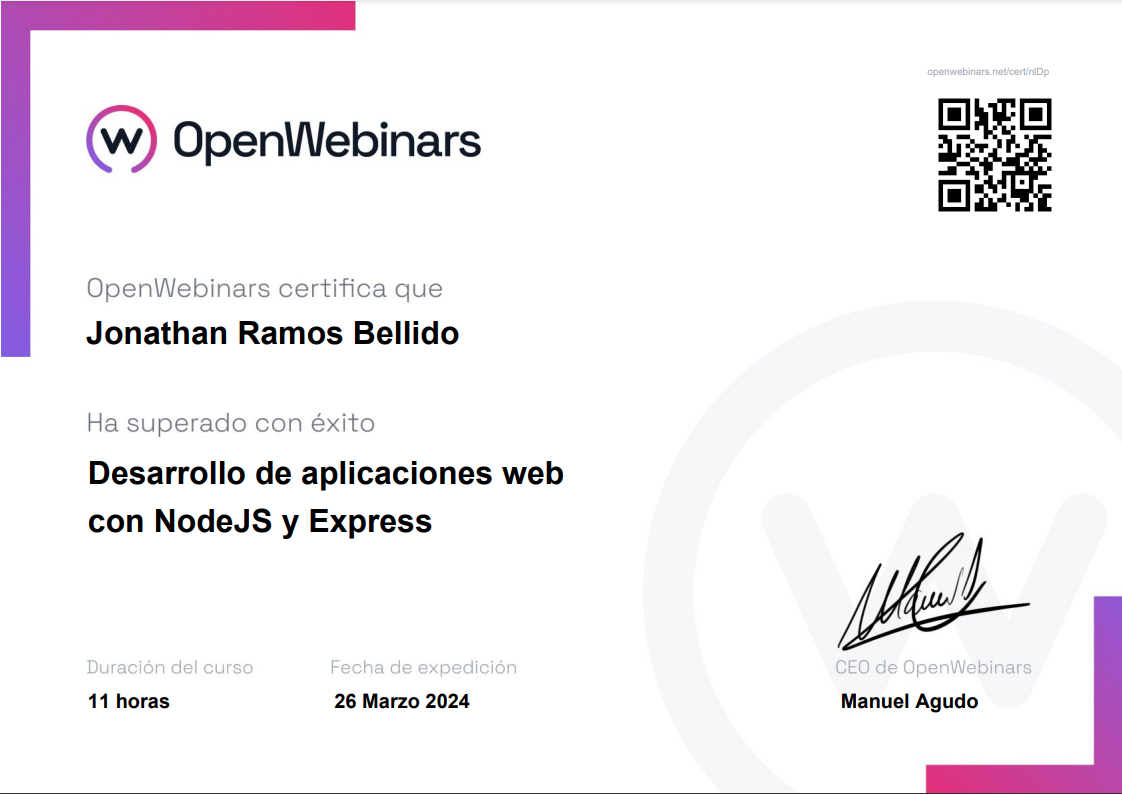 openwebinars.net/cert/nlDp
OpenWebinars
OpenWebinars certifica que
Jonathan Ramos Bellido
Ha superado con éxito
Desarrollo de aplicaciones web
con NodeJS y Express
Duración del curso
11 horas
Fecha de expedición
26 Marzo 2024
CEO de OpenWebinars
Manuel Agudo